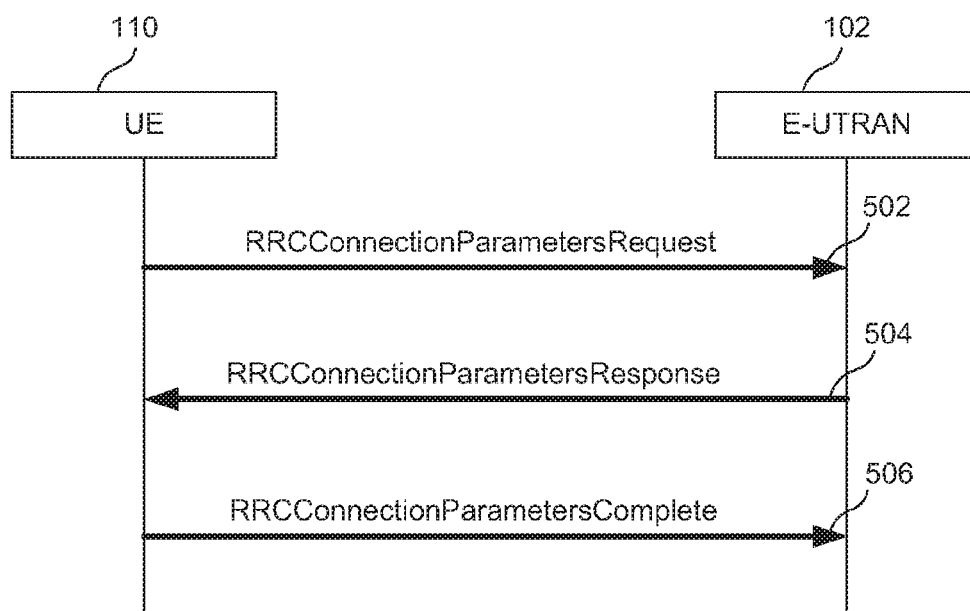 110
102
UE
E-UTRAN
502
RRCConnectionParametersRequest
504
RRCConnectionParametersResponse
506
RRCConnectionParametersComplete